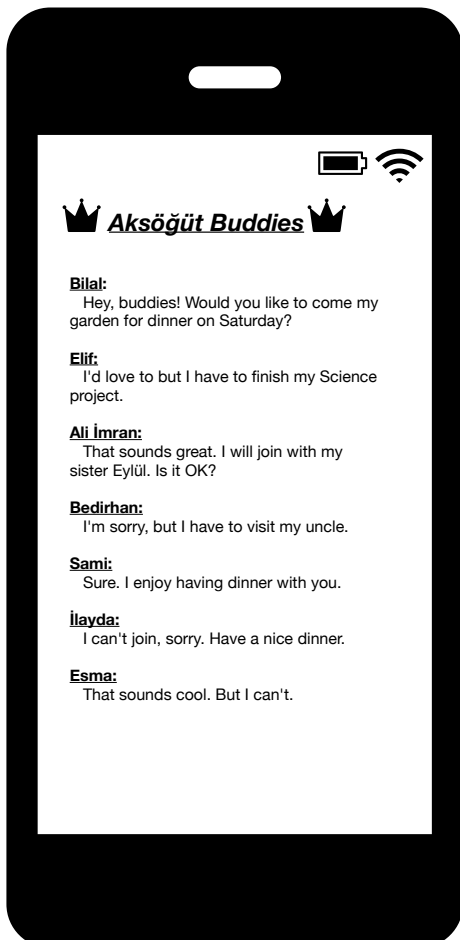 Aksöğüt Buddies
Bilal:
Hey, buddies! Would you like to come my
garden for dinner on Saturday?
Elif:
I'd love to but I have to finish my Science
project.
Ali İmran:
That sounds great. I will join with my
sister Eylül. Is it OK?
Bedirhan:
I'm sorry, but I have to visit my uncle.
Sami:
Sure. I enjoy having dinner with you.
İlayda:
I can't join, sorry. Have a nice dinner.
Esma:
That sounds cool. But I can't.